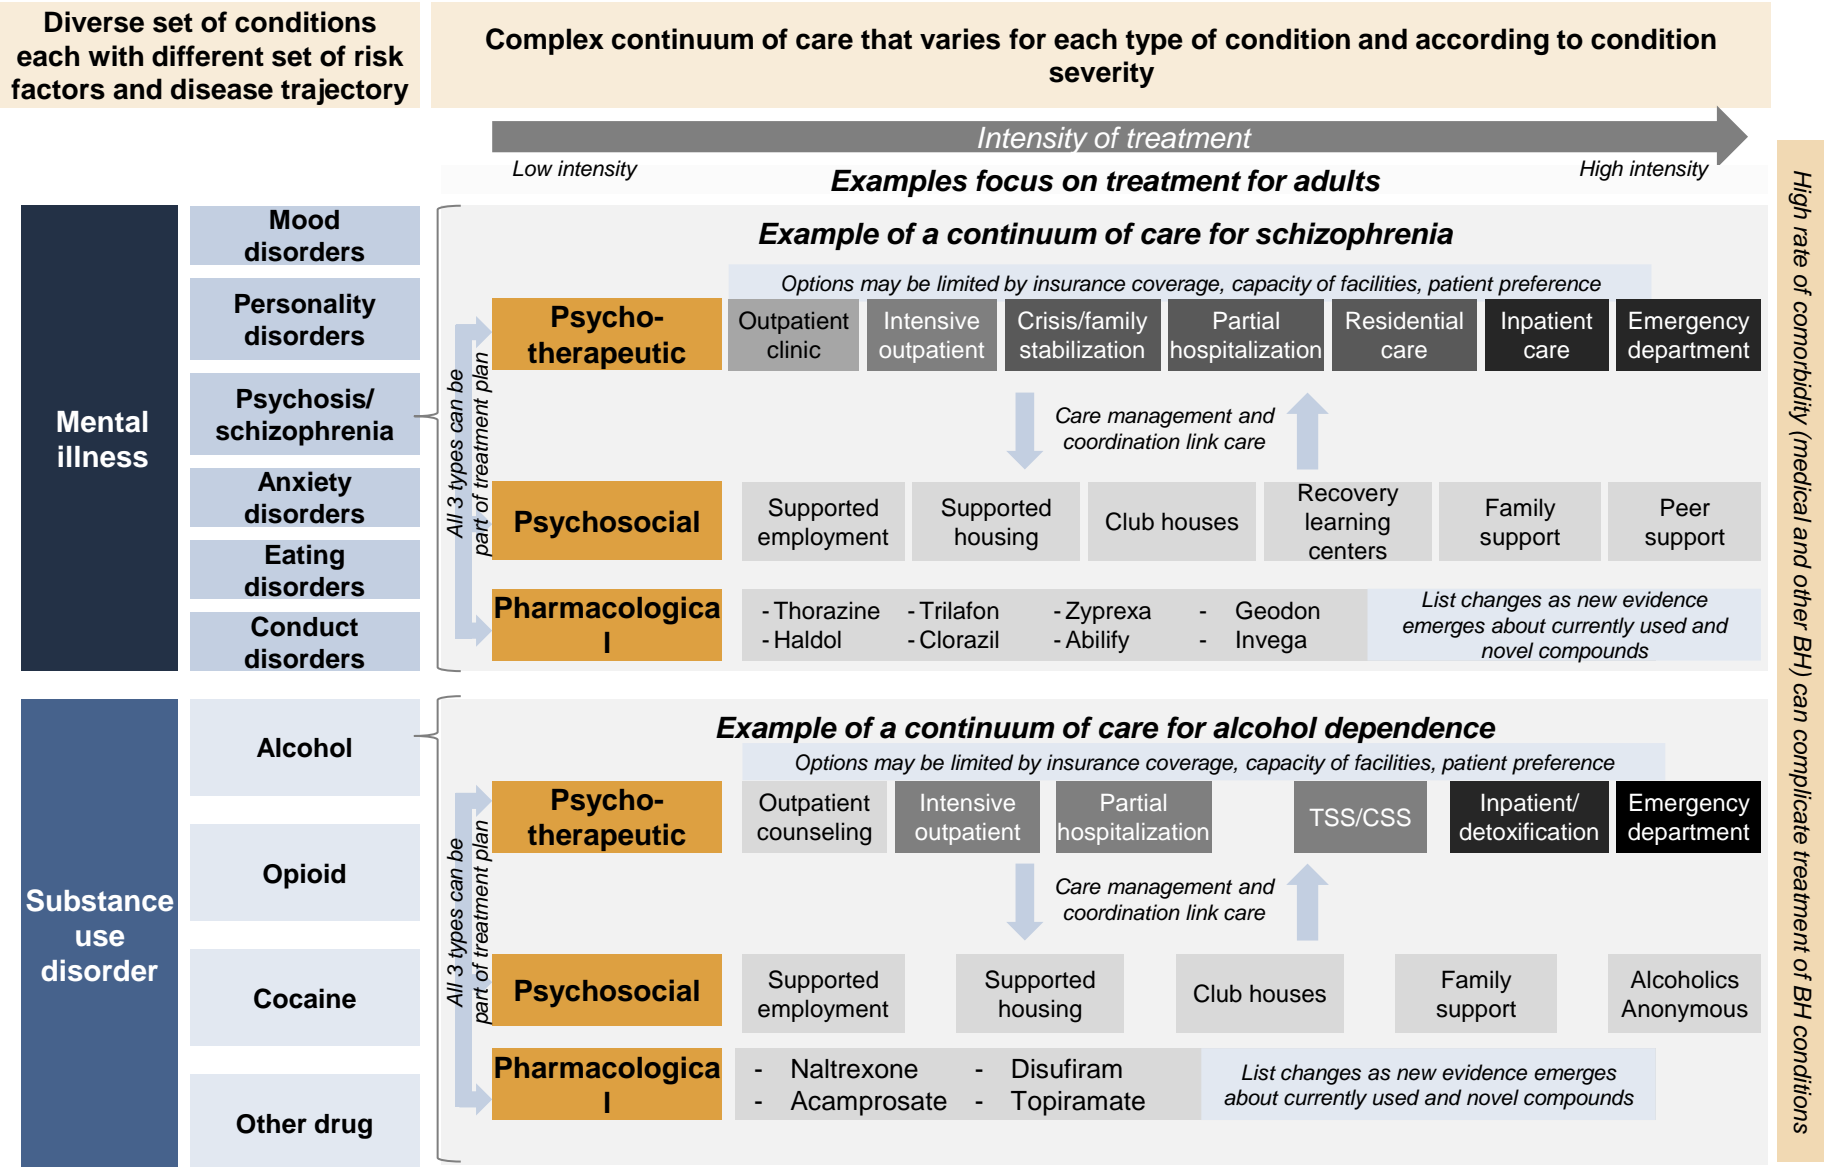 Diverse set of conditions
each with different set of risk
factors and disease trajectory
Complex continuum of care that varies for each type of condition and according to condition
severity
Intensity of treatment
Low intensity
High intensity
Examples focus on treatment for adults
Mental
illness
Mood
disorders
Personality
disorders
Psychosis/
schizophrenia
Anxiety
disorders
Eating
disorders
Conduct
disorders
Example of a continuum of care for schizophrenia
Options may be limited by insurance coverage, capacity of facilities, patient preference
All 3 types can be
part of treatment plan
Psycho-
therapeutic
Outpatient
clinic
Intensive
outpatient
Crisis/family
stabilization
Partial
hospitalization
Residential
care
Inpatient
care
Emergency
department
Care management and
coordination link care
Psychosocial
Supported
employment
Supported
housing
Club houses
Recovery
learning
centers
Family
support
Peer
support
Pharmacologica
l
- Thorazine
- Haldol
- Trilafon
- Clorazil
- Zyprexa
- Abilify
- Geodon
- Invega
List changes as new evidence
emerges about currently used and
novel compounds
Substance
use
disorder
Alcohol
Opioid
Cocaine
Other drug
Example of a continuum of care for alcohol dependence
Options may be limited by insurance coverage, capacity of facilities, patient preference
All 3 types can be
part of treatment plan
Psycho-
therapeutic
Outpatient
counseling
Intensive
outpatient
Partial
hospitalization
TSS/CSS
Inpatient/
detoxification
Emergency
department
Care management and
coordination link care
Psychosocial
Supported
employment
Supported
housing
Club houses
Family
support
Alcoholics
Anonymous
Pharmacologica
l
- Naltrexone
- Acamprosate
- Disufiram
- Topiramate
List changes as new evidence emerges
about currently used and novel compounds
High rate of comorbidity (medical and other BH) can complicate treatment of BH conditions